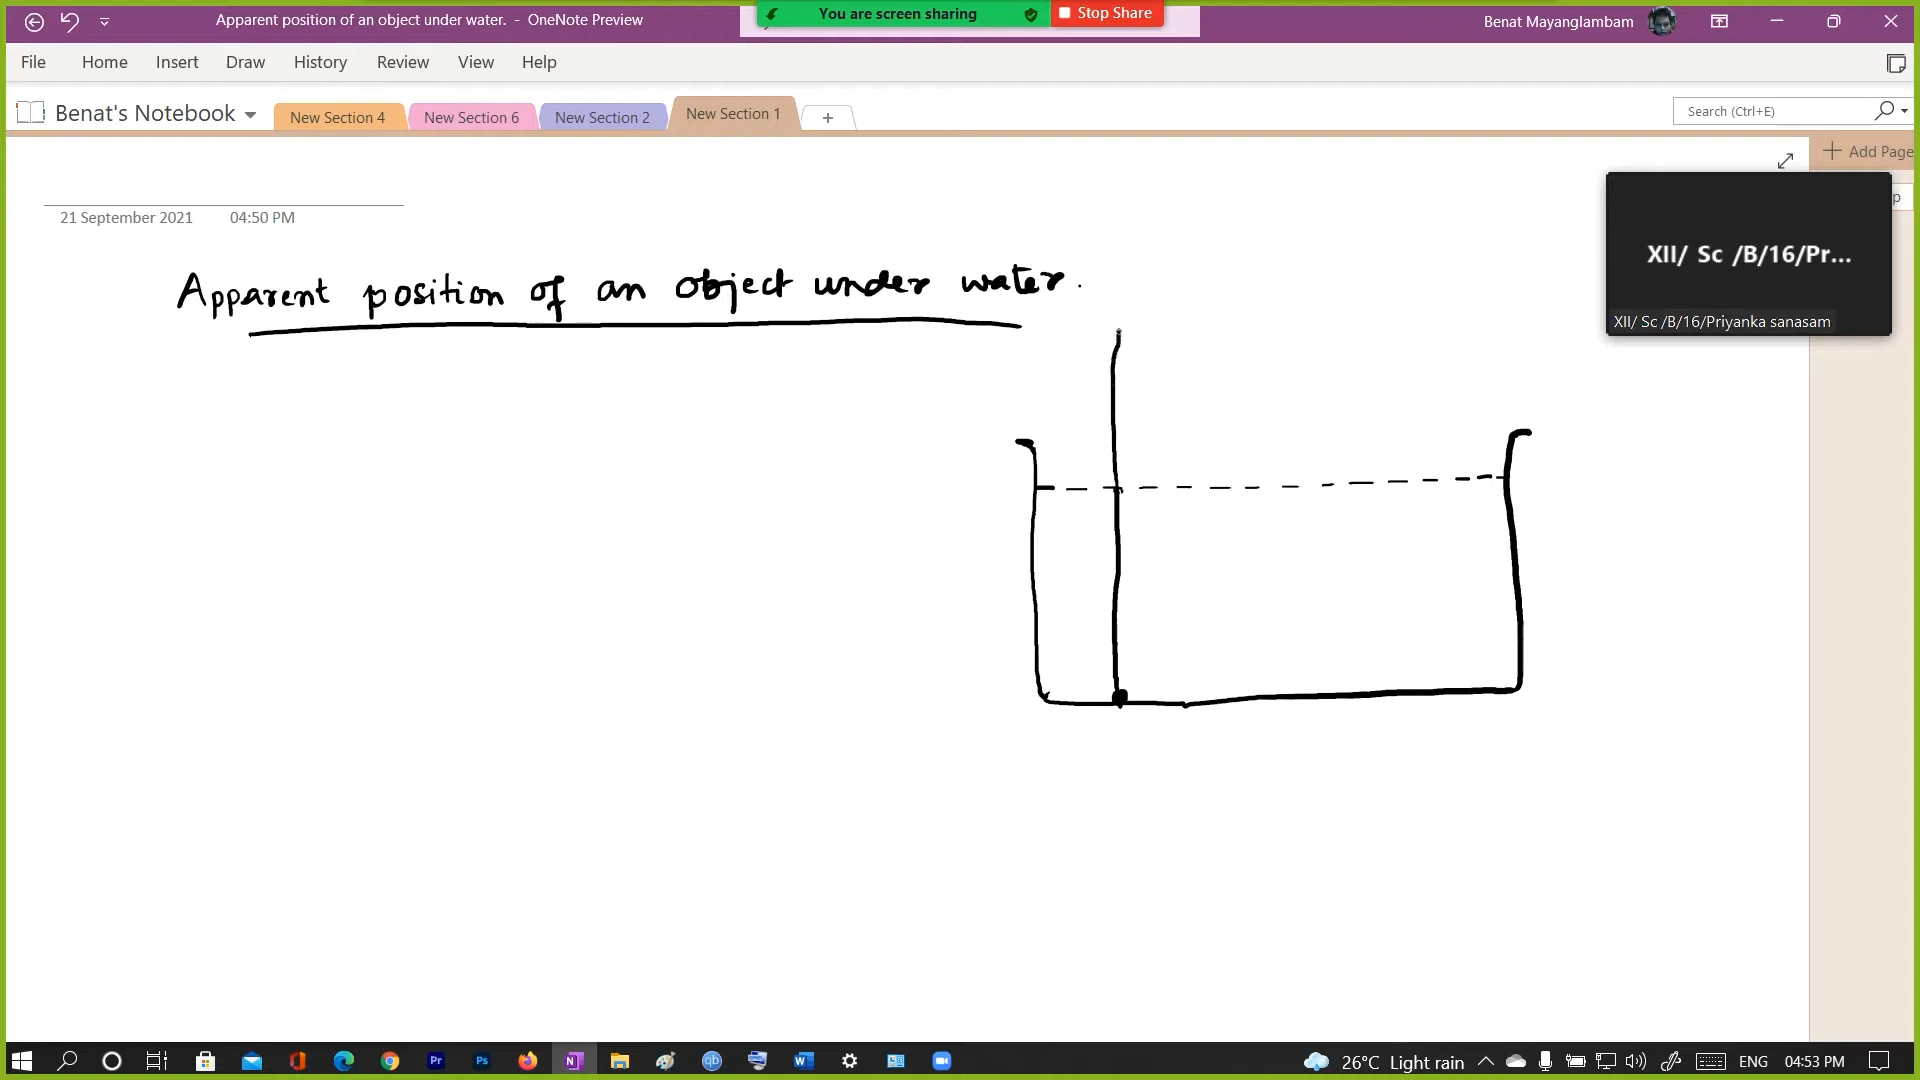 Apparent position of an object under water. - OneNote Preview
You are screen sharing
Stop Share
Benat Mayanglambam
File Home Insert Draw History Review View Help
Benat's Notebook
New Section 4
New Section 6
New Section 2
New Section 1
+
Search (Ctrl+E)
Add Page
p
21 September 2021 04:50 PM
XII/ Sc /B/16/Pr...
XII/ Sc /B/16/Priyanka sanasam
Apparent position of an object under water.
Pr
Ps
N
qb
W
26°C Light rain
ENG
04:53 PM